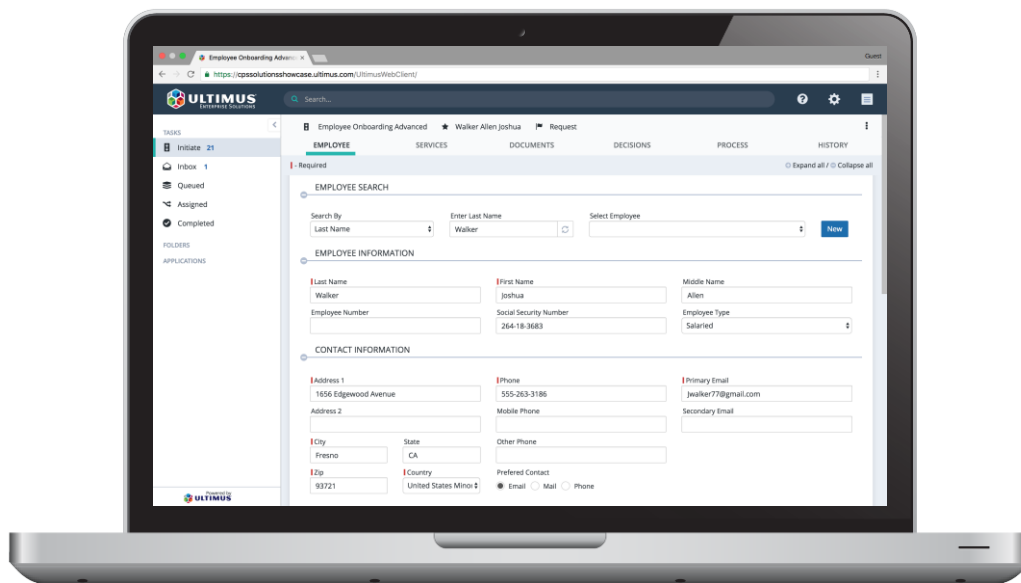 Employee Onboarding Advanc
Guest
https://cpssolutionsshowcase.ultimus.com/UltimusWebClient/
ULTIMUS
ENTERPRISE SOLUTIONS
Search...
TASKS
Initiate 21
Inbox 1
Queued
Assigned
Completed
FOLDERS
APPLICATIONS
Powered by
ULTIMUS
Employee Onboarding Advanced Walker Allen Joshua Request
EMPLOYEE SERVICES DOCUMENTS DECISIONS PROCESS HISTORY
- Required Expand all / Collapse all
EMPLOYEE SEARCH
Search By Enter Last Name Select Employee
Last Name Walker New
EMPLOYEE INFORMATION
Last Name First Name Middle Name
Walker Joshua Allen
Employee Number Social Security Number Employee Type
264-18-3683 Salaried
CONTACT INFORMATION
Address 1 Phone Primary Email
1656 Edgewood Avenue 555-263-3186 Jwalker77@gmail.com
Address 2 Mobile Phone Secondary Email
City State Other Phone
Fresno CA
Zip Country Prefered Contact
93721 United States Minor Email Mail Phone